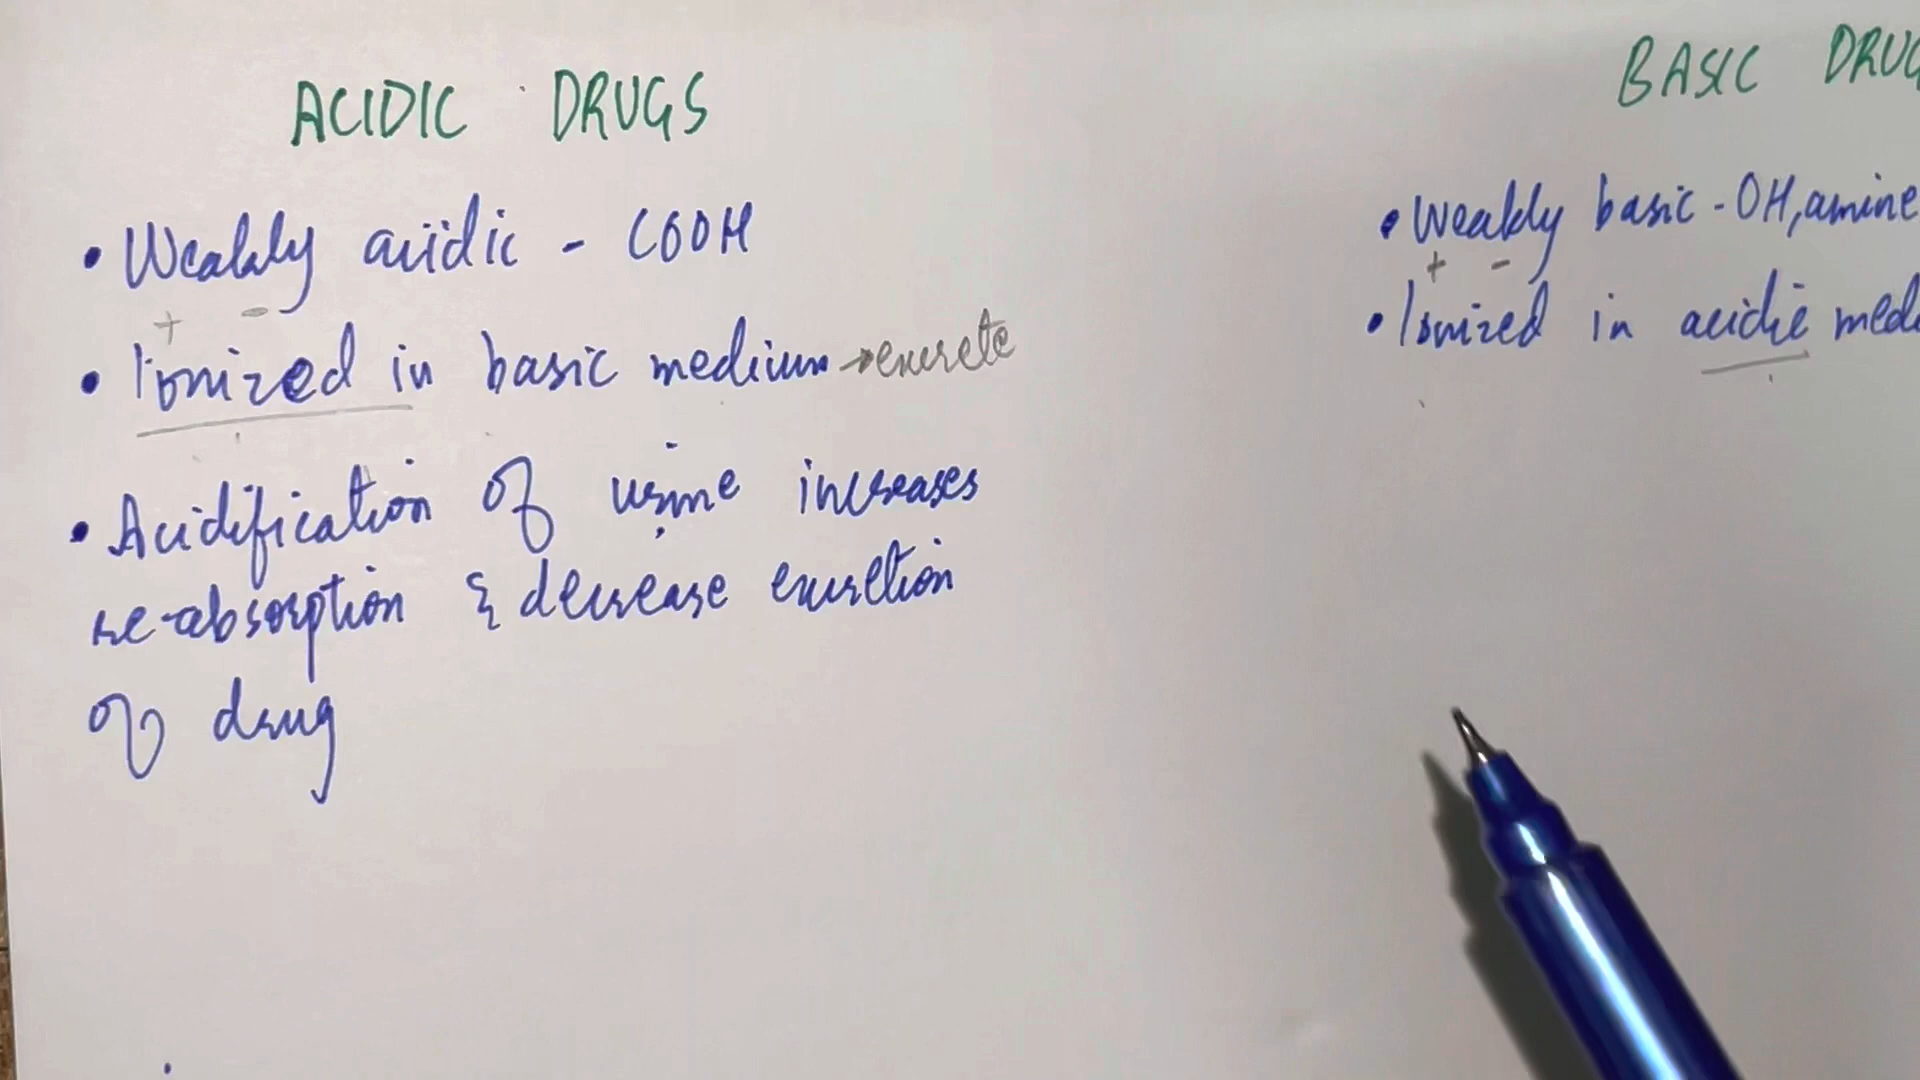 ACIDIC DRUGS
• Weakly acidic - COOH
+ -
• Ionized in basic medium → excrete
• Acidification of urine increases
re-absorption & decrease excretion
of drug
BASIC DRUG
• Weakly basic - OH, amine
+ -
• Ionized in acidic med